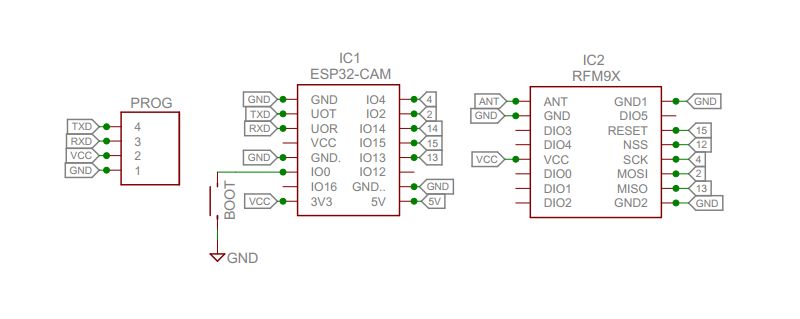 PROG
TXD 4
RXD 3
VCC 2
GND 1
IC1
ESP32-CAM
GND GND IO4 4
TXD UOT IO2 2
RXD UOR IO14 14
VCC IO15 15
GND GND. IO13 13
IO0 IO12
IO16 GND.. GND
VCC 3V3 5V 5V
BOOT
GND
IC2
RFM9X
ANT ANT GND1 GND
GND GND DIO5
DIO3 RESET 15
DIO4 NSS 12
VCC VCC SCK 4
DIO0 MOSI 2
DIO1 MISO 13
DIO2 GND2 GND